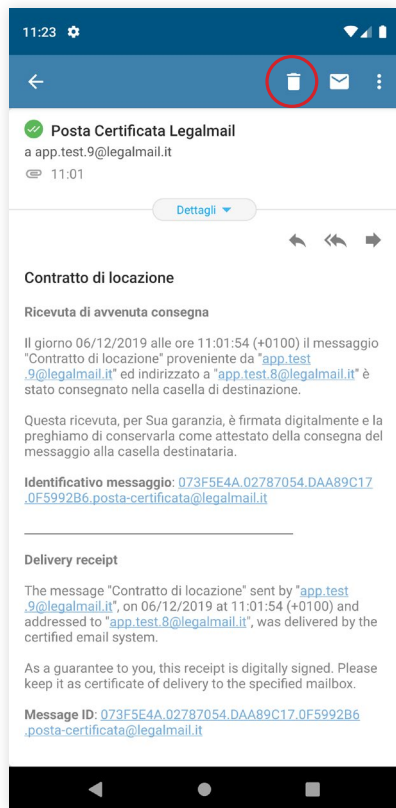 11:23
Posta Certificata Legalmail
a app.test.9@legalmail.it
11:01
Dettagli
Contratto di locazione
Ricevuta di avvenuta consegna
Il giorno 06/12/2019 alle ore 11:01:54 (+0100) il messaggio
"Contratto di locazione" proveniente da "app.test
.9@legalmail.it" ed indirizzato a "app.test.8@legalmail.it" è
stato consegnato nella casella di destinazione.
Questa ricevuta, per Sua garanzia, è firmata digitalmente e la
preghiamo di conservarla come attestato della consegna del
messaggio alla casella destinataria.
Identificativo messaggio: 073F5E4A.02787054.DAA89C17
.0F5992B6.posta-certificata@legalmail.it
Delivery receipt
The message "Contratto di locazione" sent by "app.test
.9@legalmail.it", on 06/12/2019 at 11:01:54 (+0100) and
addressed to "app.test.8@legalmail.it", was delivered by the
certified email system.
As a guarantee to you, this receipt is digitally signed. Please
keep it as certificate of delivery to the specified mailbox.
Message ID: 073F5E4A.02787054.DAA89C17.0F5992B6
.posta-certificata@legalmail.it